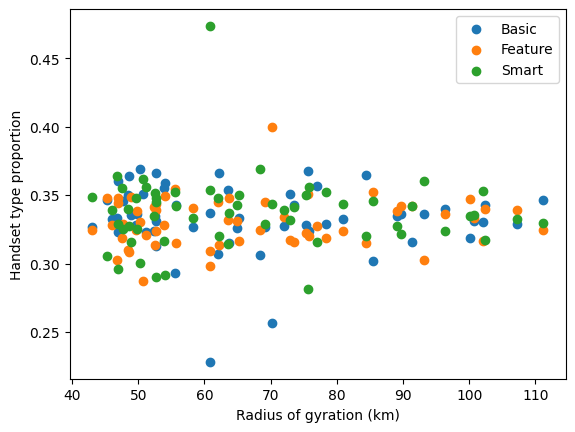 Basic
Feature
Smart
0.45
0.40
0.35
0.30
0.25
Handset type proportion
40 50 60 70 80 90 100 110
Radius of gyration (km)